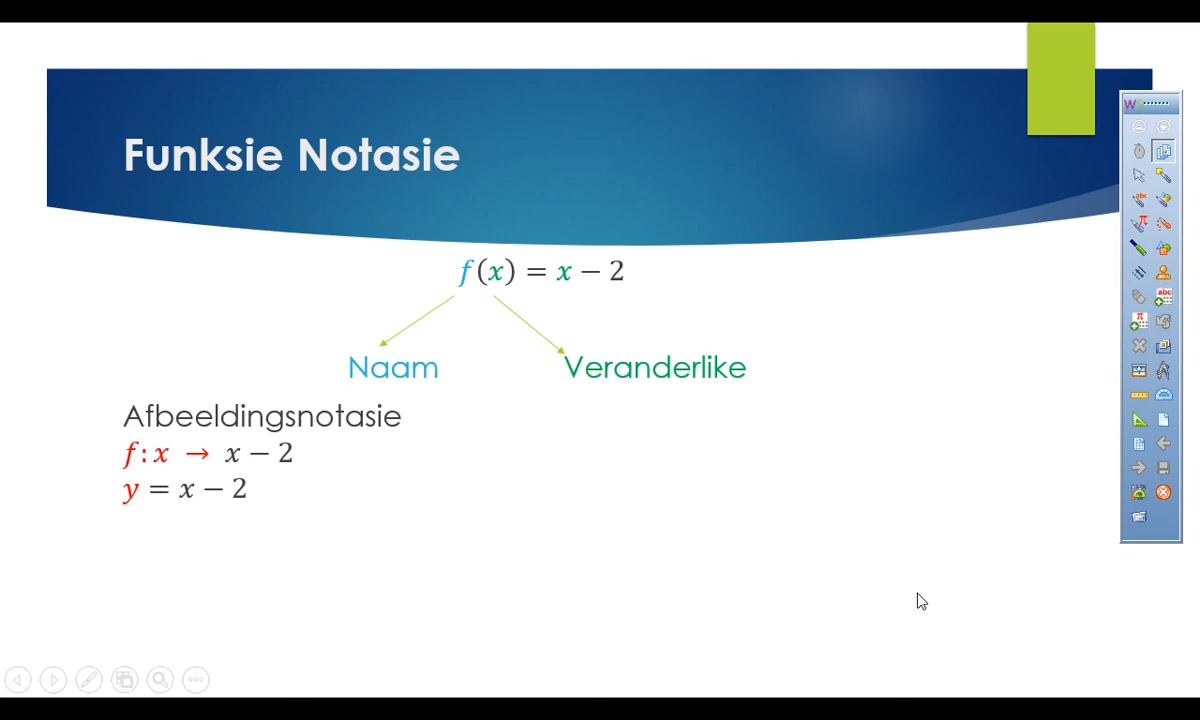 Funksie Notasie
f(x) = x − 2
Naam Veranderlike
Afbeeldingsnotasie
f: x → x − 2
y = x − 2